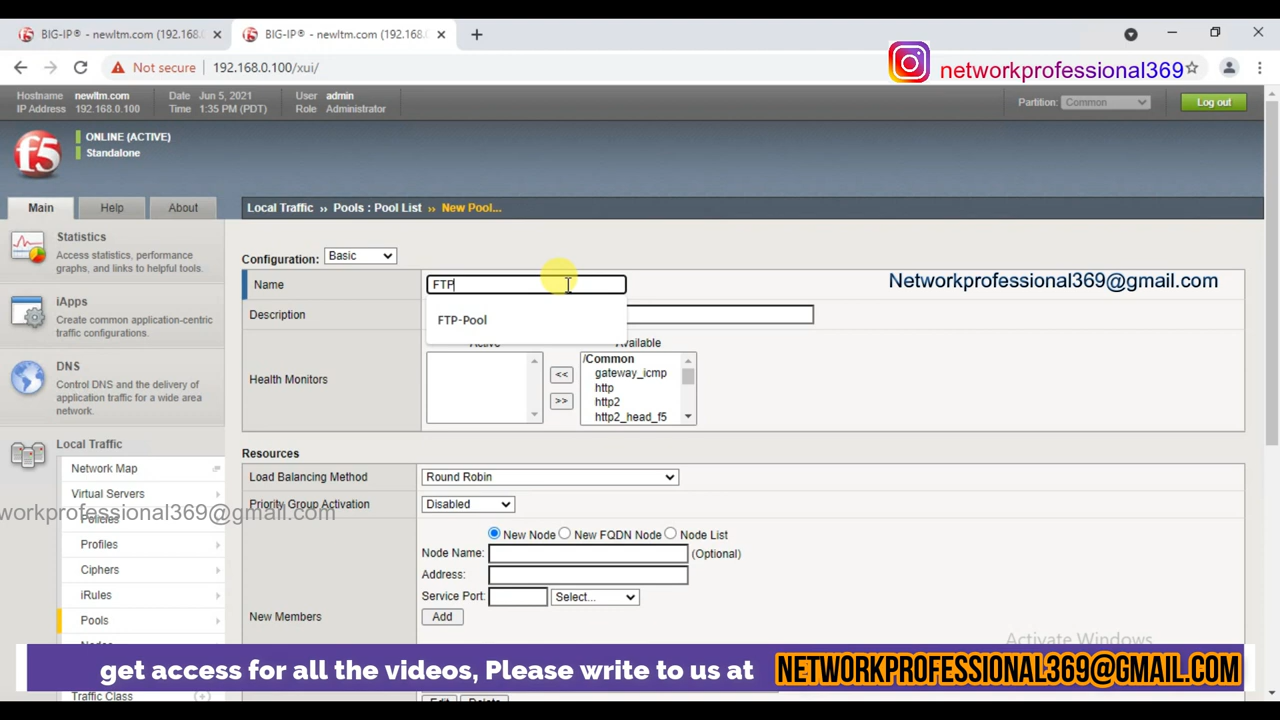 BIG-IP® - newltm.com (192.168. BIG-IP® - newltm.com (192.168.
Not secure 192.168.0.100/xui/
networkprofessional369
Hostname newltm.com Date Jun 5, 2021 User admin
IP Address 192.168.0.100 Time 1:35 PM (PDT) Role Administrator
Partition: Common Log out
f5
ONLINE (ACTIVE)
Standalone
Main Help About
Local Traffic ›› Pools : Pool List ›› New Pool...
Statistics
Access statistics, performance
graphs, and links to helpful tools.
iApps
Create common application-centric
traffic configurations.
DNS
Control DNS and the delivery of
application traffic for a wide area
network.
Local Traffic
Network Map
Virtual Servers
Policies
Profiles
Ciphers
iRules
Pools
Nodes
Traffic Class
Configuration: Basic
Name FTP
Networkprofessional369@gmail.com
FTP-Pool
Description
Active Available
Health Monitors
<<
>>
/Common
gateway_icmp
http
http2
http2_head_f5
Resources
Load Balancing Method Round Robin
Priority Group Activation Disabled
New Members
New Node New FQDN Node Node List
Node Name: (Optional)
Address:
Service Port: Select...
Add
Edit Delete
workprofessional369@gmail.com
Activate Windows
get access for all the videos, Please write to us at NETWORKPROFESSIONAL369@GMAIL.COM